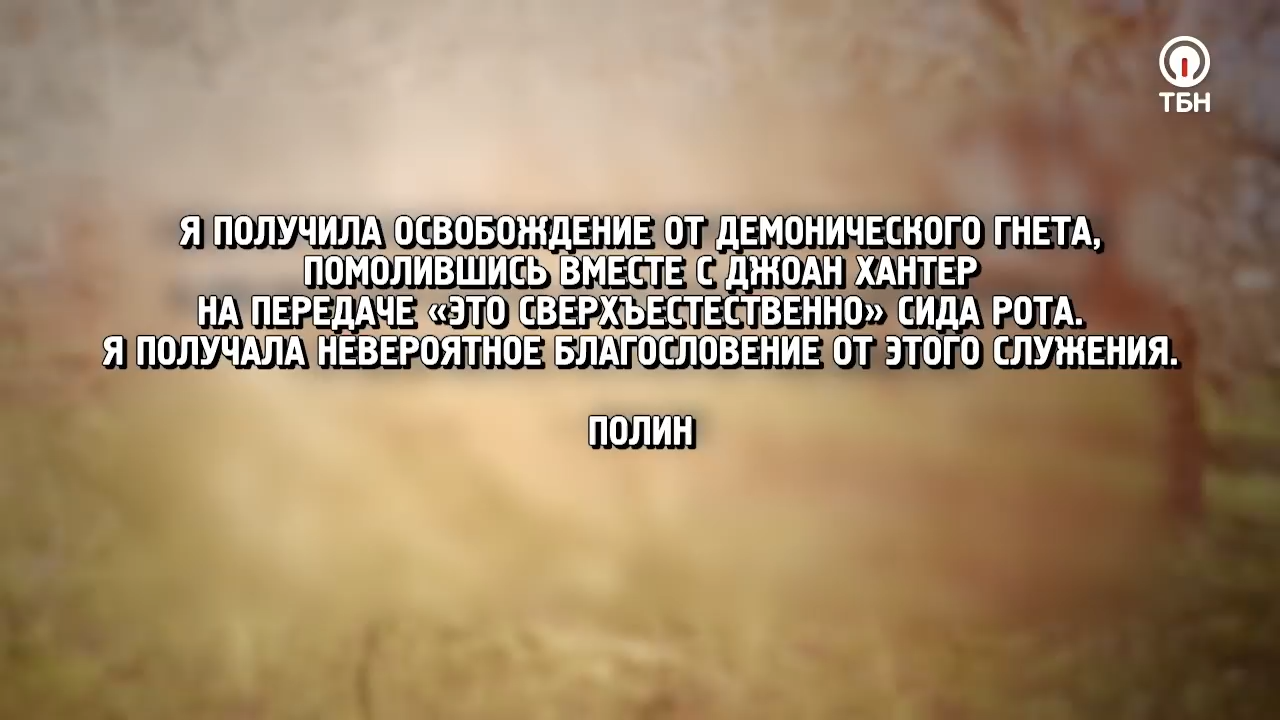 ТБН
Я ПОЛУЧИЛА ОСВОБОЖДЕНИЕ ОТ ДЕМОНИЧЕСКОГО ГНЕТА,
ПОМОЛИВШИСЬ ВМЕСТЕ С ДЖОАН ХАНТЕР
НА ПЕРЕДАЧЕ «ЭТО СВЕРХЪЕСТЕСТВЕННО» СИДА РОТА.
Я ПОЛУЧАЛА НЕВЕРОЯТНОЕ БЛАГОСЛОВЕНИЕ ОТ ЭТОГО СЛУЖЕНИЯ.
ПОЛИН